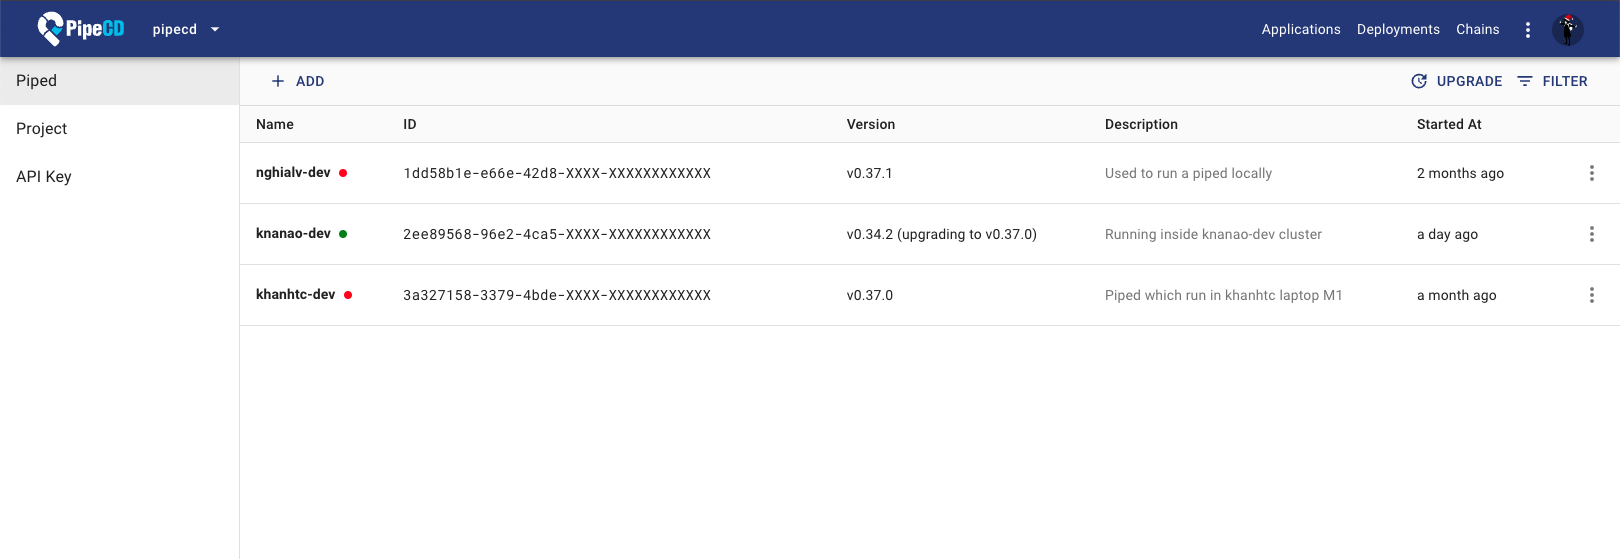 PipeCD pipecd Applications Deployments Chains
Piped + ADD UPGRADE FILTER
Name ID Version Description Started At
Project
nghialv-dev 1dd58b1e-e66e-42d8-XXXX-XXXXXXXXXXXX v0.37.1 Used to run a piped locally 2 months ago
API Key
knanao-dev 2ee89568-96e2-4ca5-XXXX-XXXXXXXXXXXX v0.34.2 (upgrading to v0.37.0) Running inside knanao-dev cluster a day ago
khanhtc-dev 3a327158-3379-4bde-XXXX-XXXXXXXXXXXX v0.37.0 Piped which run in khanhtc laptop M1 a month ago